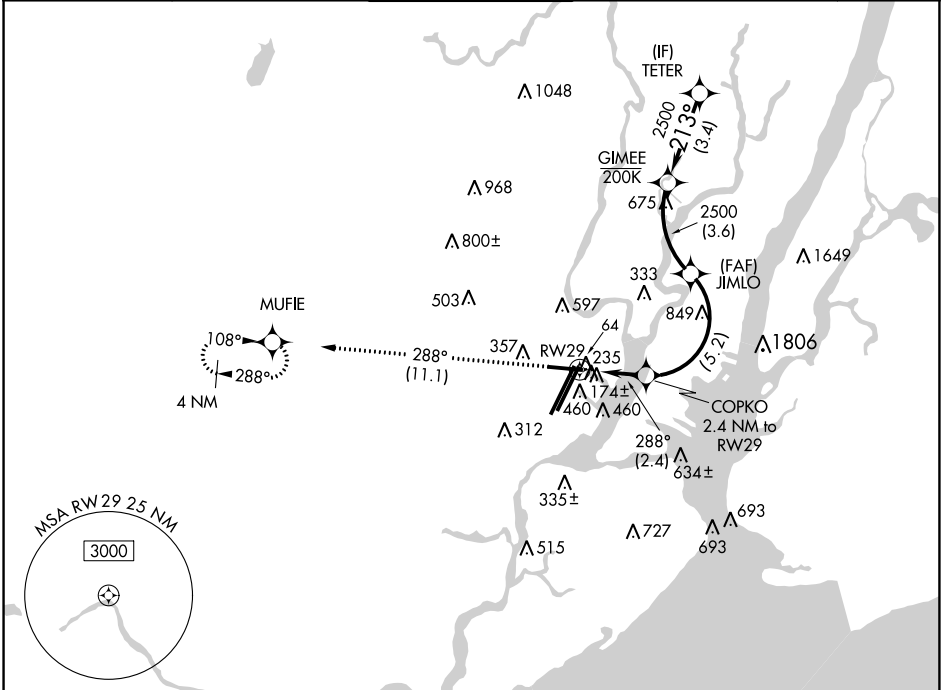 (IF)
TETER
1048
2500
213°
(3.4)
GIMEE
200K
968
675
2500
(3.6)
800±
1649
(FAF)
JIMLO
333
503
597
849
MUFIE
64
1806
108°
357
RW29
235
288°
(11.1)
(5.2)
288°
174±
4 NM
460
460
COPKO
2.4 NM to
RW29
312
288°
(2.4)
634±
335±
MSA RW29 25 NM
693
727
693
515
3000